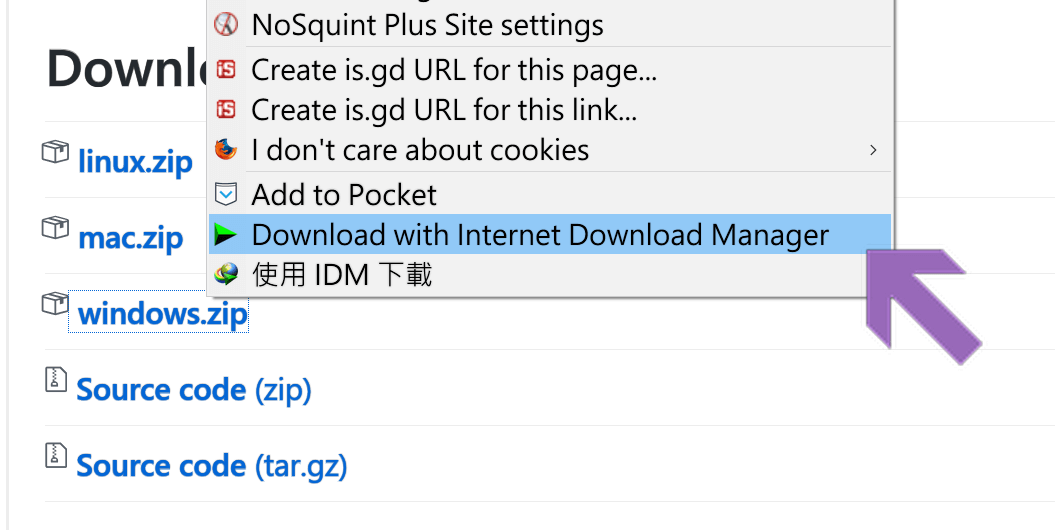 NoSquint Plus Site settings
Create is.gd URL for this page...
Create is.gd URL for this link...
I don't care about cookies
Add to Pocket
Download with Internet Download Manager
使用 IDM 下載
linux.zip
mac.zip
windows.zip
Source code (zip)
Source code (tar.gz)